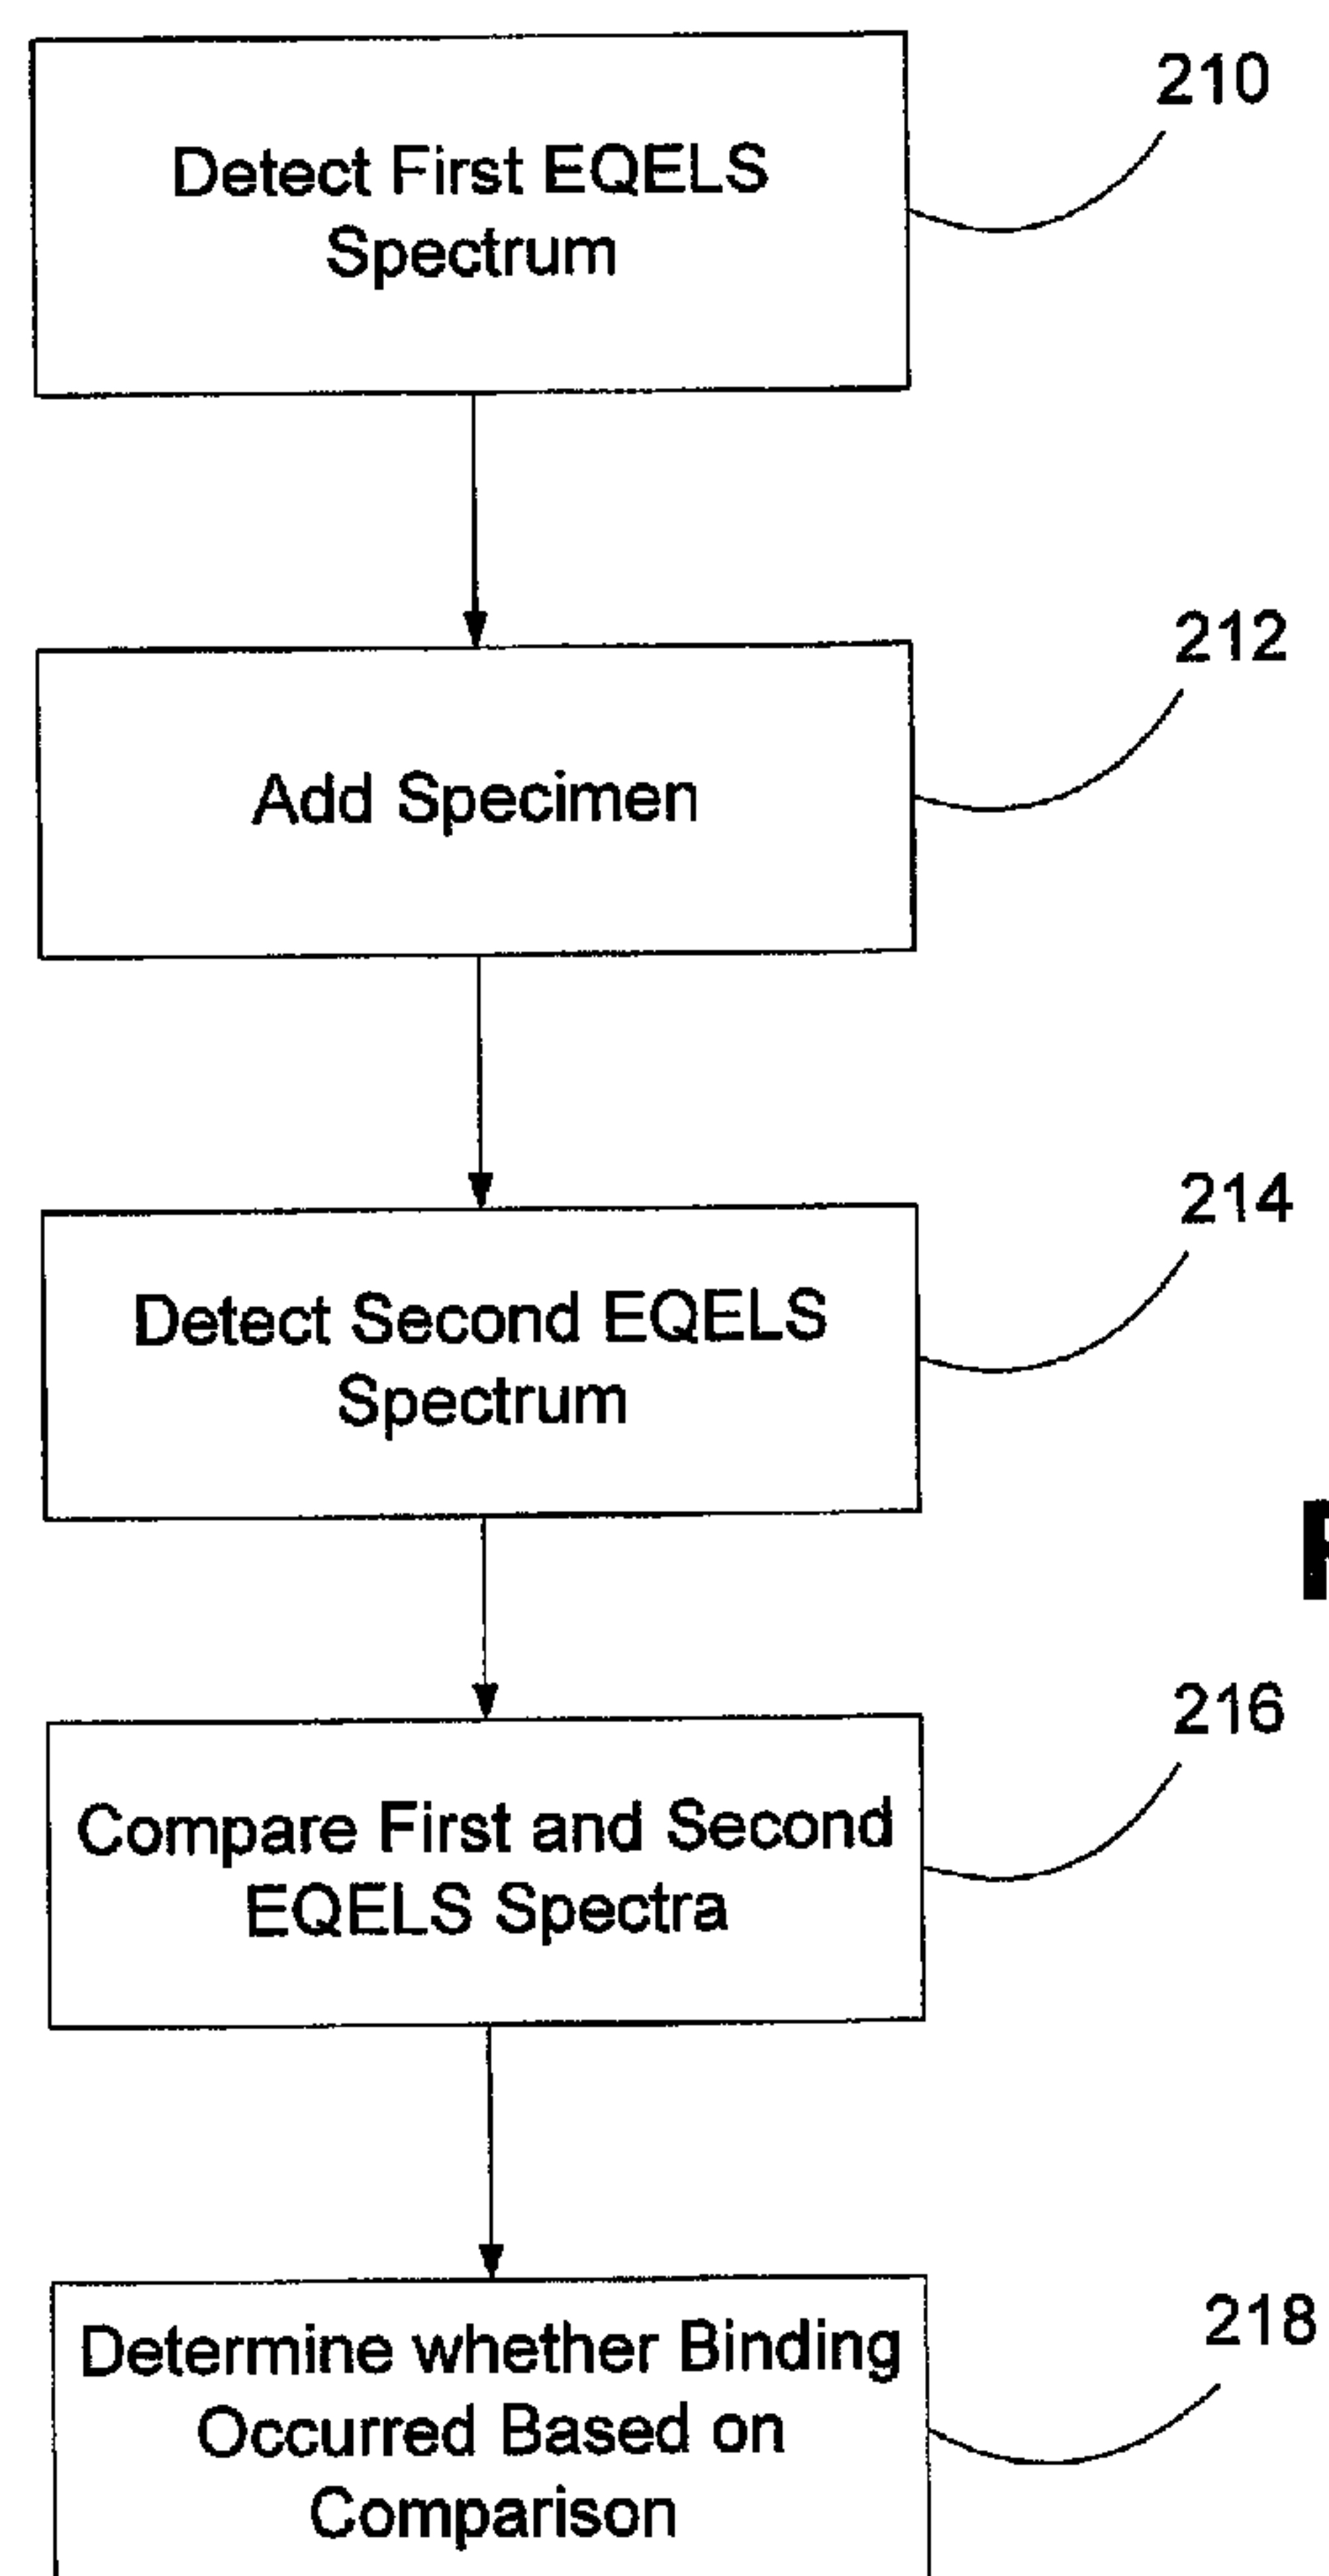 210
Detect First EQELS
Spectrum
212
Add Specimen
214
Detect Second EQELS
Spectrum
216
Compare First and Second
EQELS Spectra
218
Determine whether Binding
Occurred Based on
Comparison